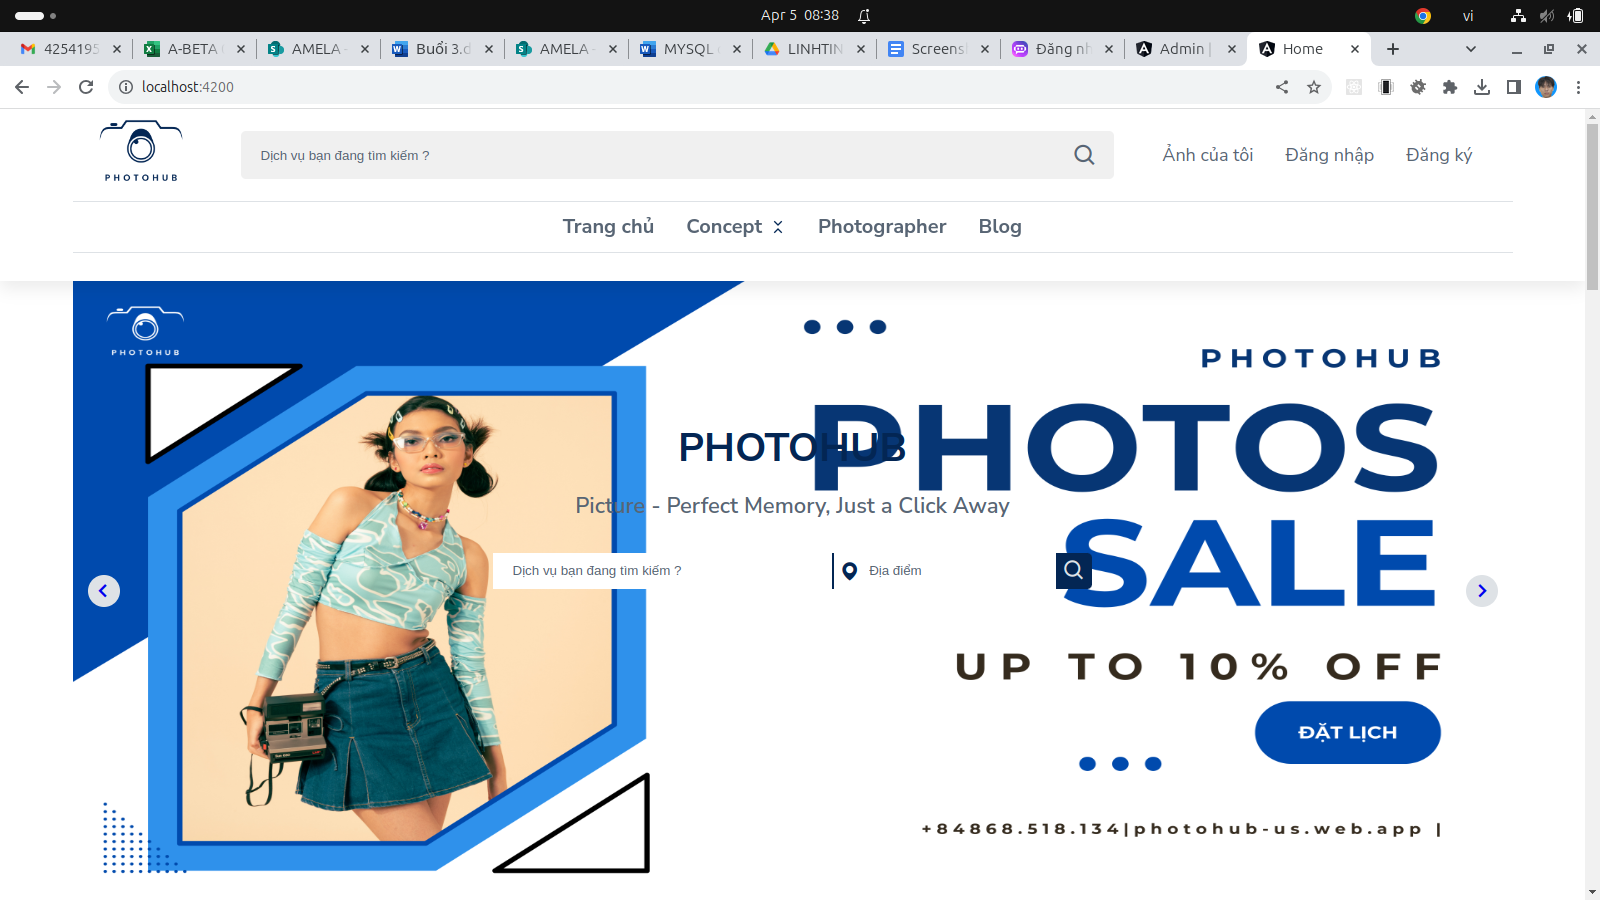 Apr 5 08:38
vi
4254195
A-BETA
AMELA -
Buổi 3.d
AMELA -
MYSQL
LINHTIN
Screensh
Đăng nh
Admin |
Home
localhost:4200
PHOTOHUB
Dịch vụ bạn đang tìm kiếm ?
Ảnh của tôi
Đăng nhập
Đăng ký
Trang chủ
Concept
Photographer
Blog
PHOTOHUB
PHOTOHUB
PHOTOS
SALE
UP TO 10% OFF
ĐẶT LỊCH
+84868.518.134|photohub-us.web.app |
PHOTOHUB
Picture - Perfect Memory, Just a Click Away
Dịch vụ bạn đang tìm kiếm ?
Địa điểm